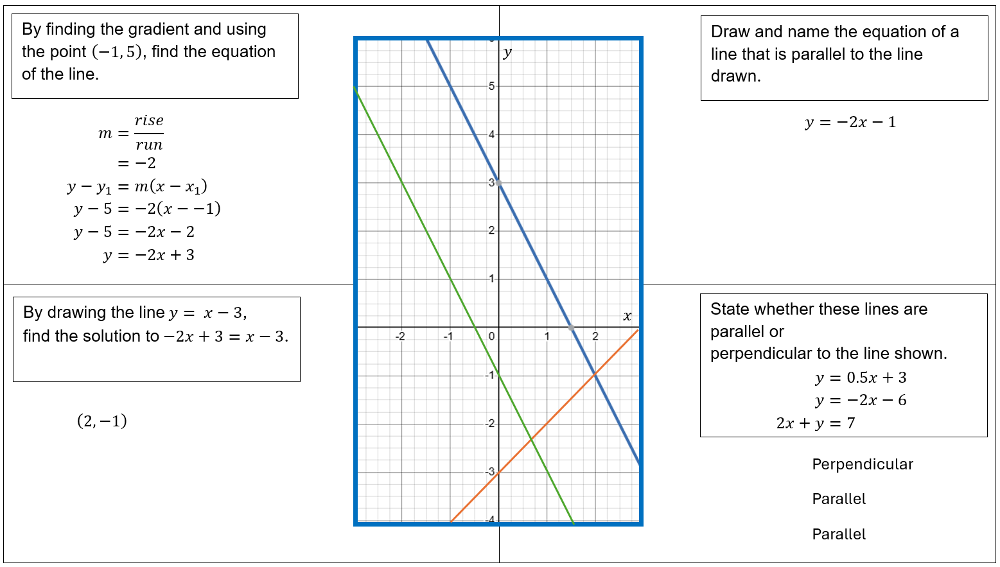 By finding the gradient and using
the point (−1, 5), find the equation
of the line.
m = rise/run
= −2
y − y₁ = m(x − x₁)
y − 5 = −2(x − −1)
y − 5 = −2x − 2
y = −2x + 3
Draw and name the equation of a
line that is parallel to the line
drawn.
y = −2x − 1
y
5
4
3
2
1
x
-2 -1 0 1 2
-1
-2
-3
-4
By drawing the line y = x − 3,
find the solution to −2x + 3 = x − 3.
(2, −1)
State whether these lines are
parallel or
perpendicular to the line shown.
y = 0.5x + 3
y = −2x − 6
2x + y = 7
Perpendicular
Parallel
Parallel